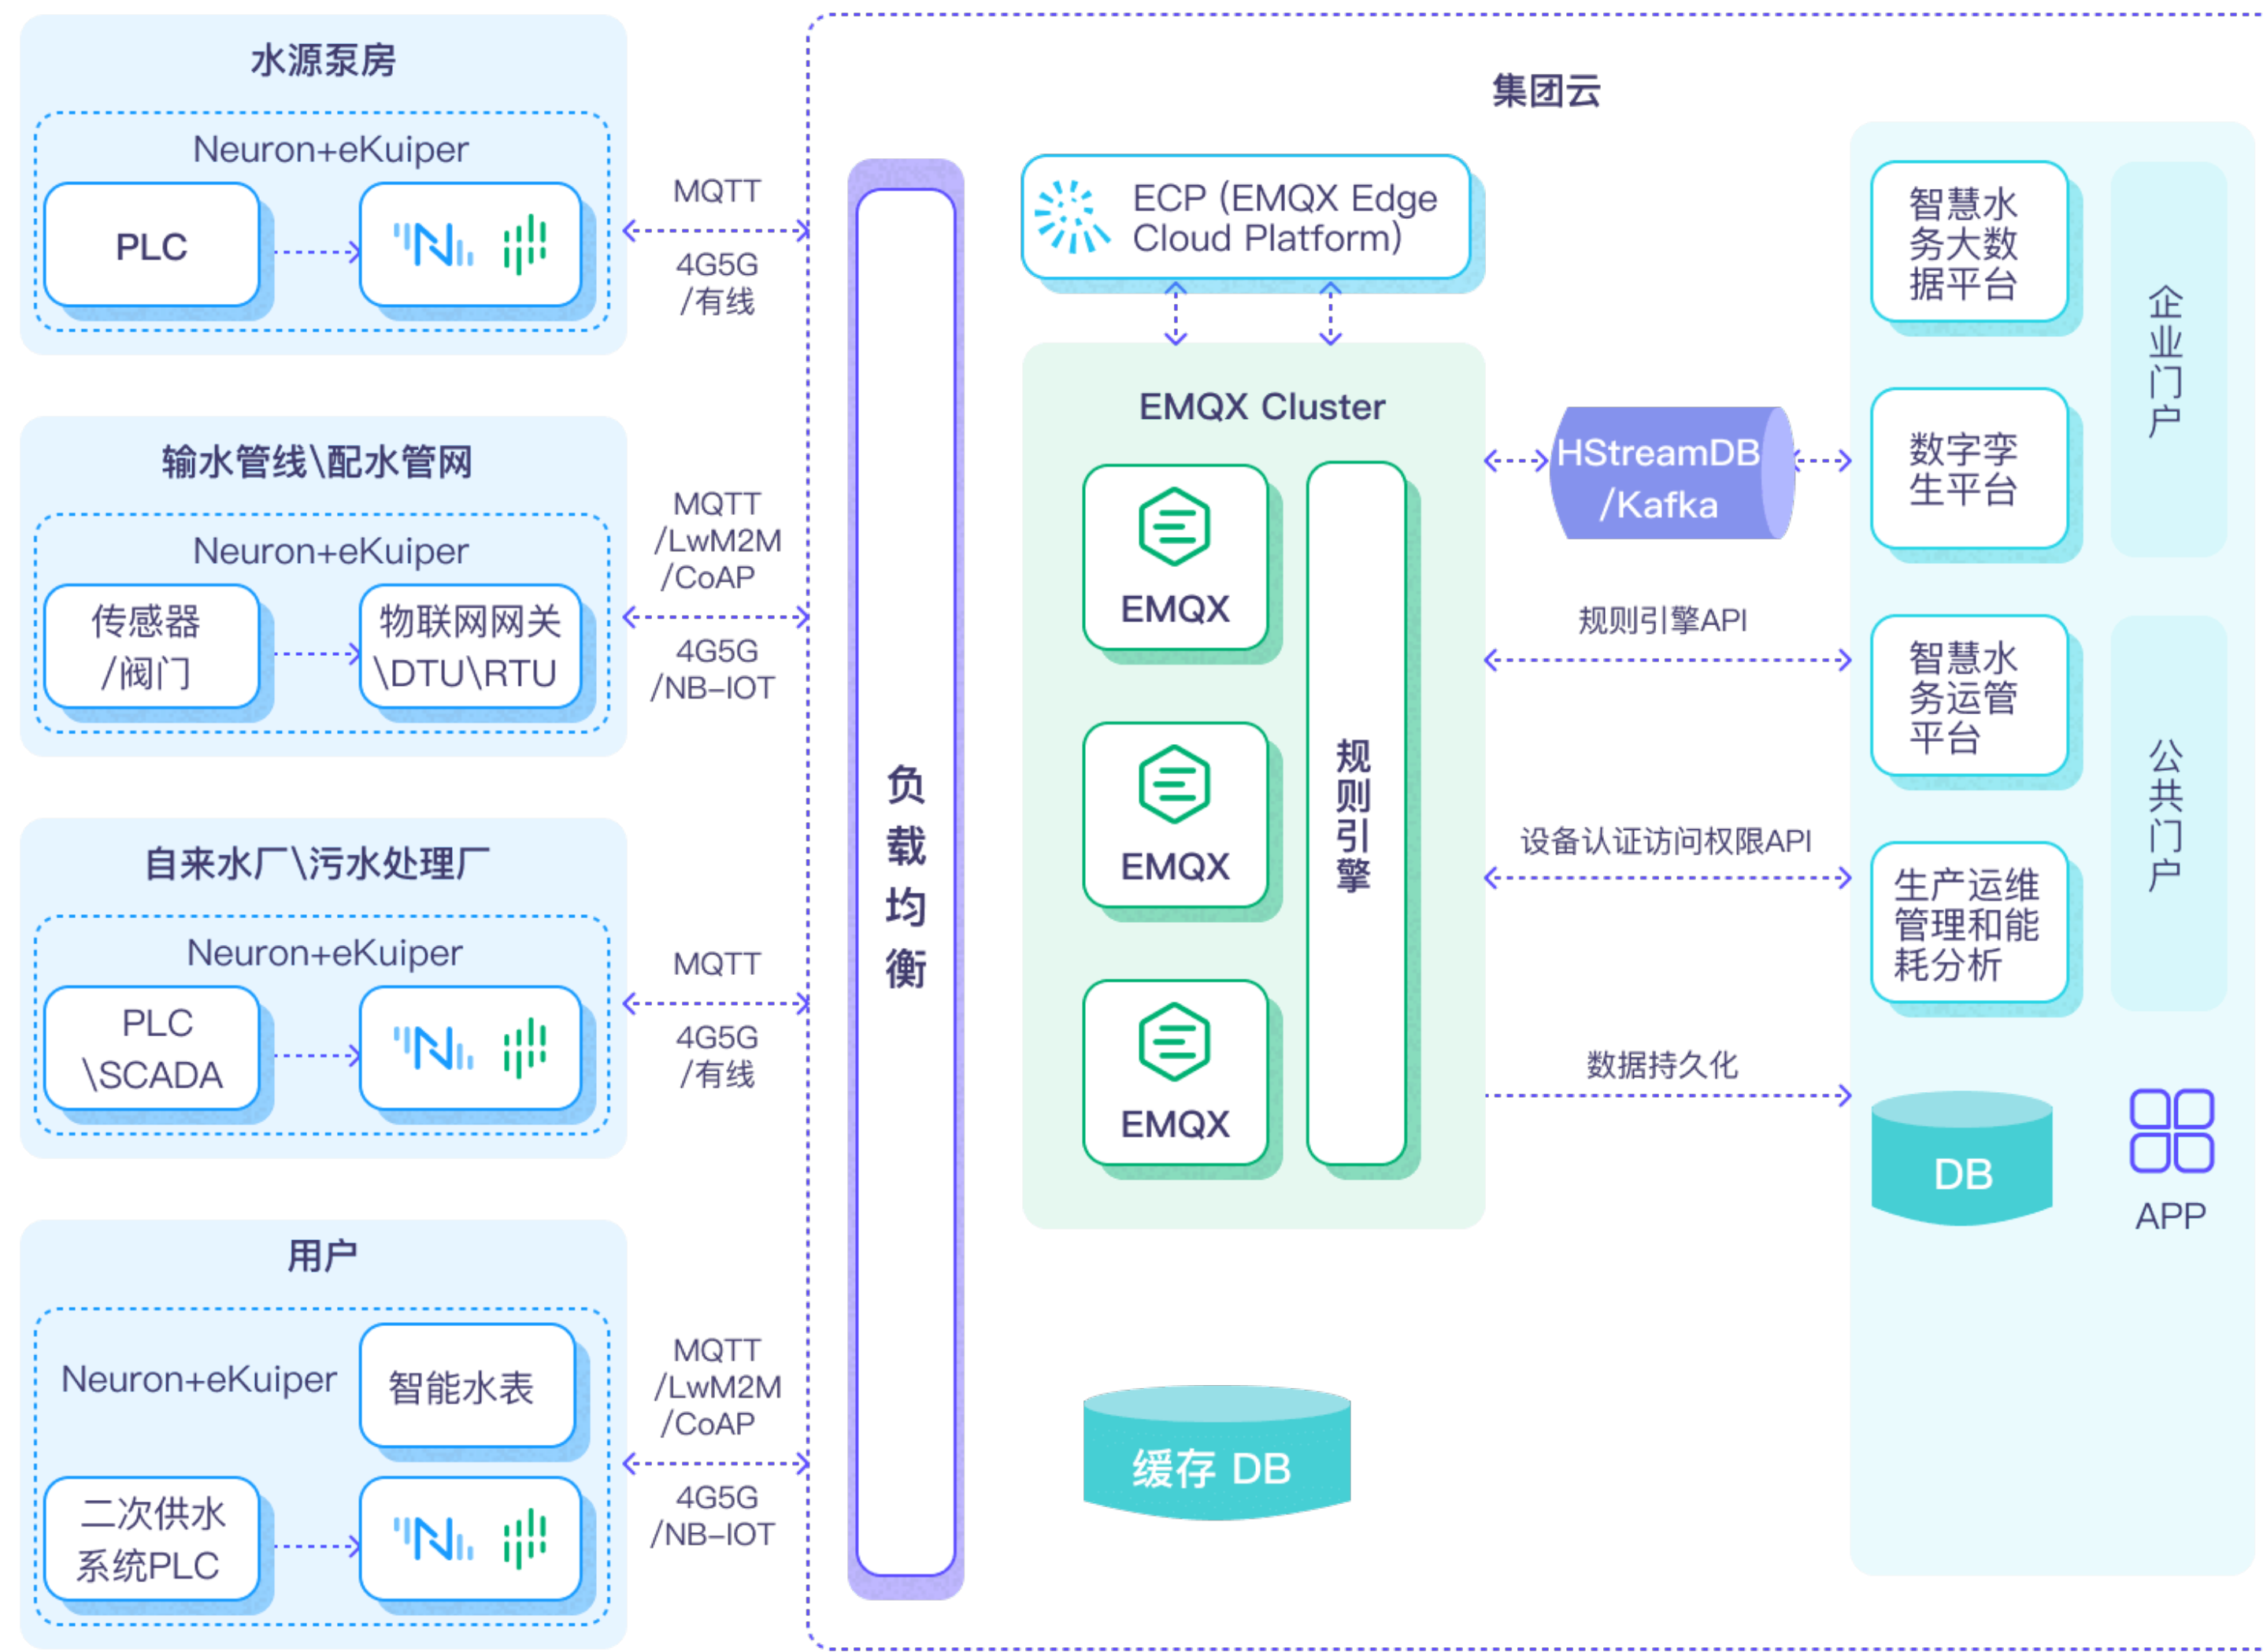 水源泵房
Neuron+eKuiper
PLC
MQTT
4G5G
/有线
输水管线\配水管网
Neuron+eKuiper
传感器
/阀门
物联网网关
\DTU\RTU
MQTT
/LwM2M
/CoAP
4G5G
/NB-IOT
自来水厂\污水处理厂
Neuron+eKuiper
PLC
\SCADA
MQTT
4G5G
/有线
用户
Neuron+eKuiper
智能水表
二次供水
系统PLC
MQTT
/LwM2M
/CoAP
4G5G
/NB-IOT
集团云
负载均衡
ECP (EMQX Edge
Cloud Platform)
EMQX Cluster
EMQX
EMQX
EMQX
规则引擎
缓存 DB
HStreamDB
/Kafka
规则引擎API
设备认证访问权限API
数据持久化
智慧水
务大数
据平台
数字孪
生平台
智慧水
务运管
平台
生产运维
管理和能
耗分析
DB
企业门户
公共门户
APP